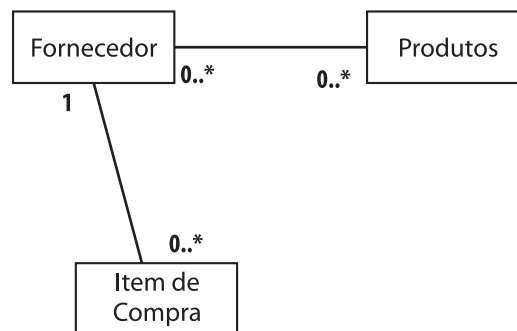 Fornecedor
Produtos
0..*
0..*
1
0..*
Item de
Compra